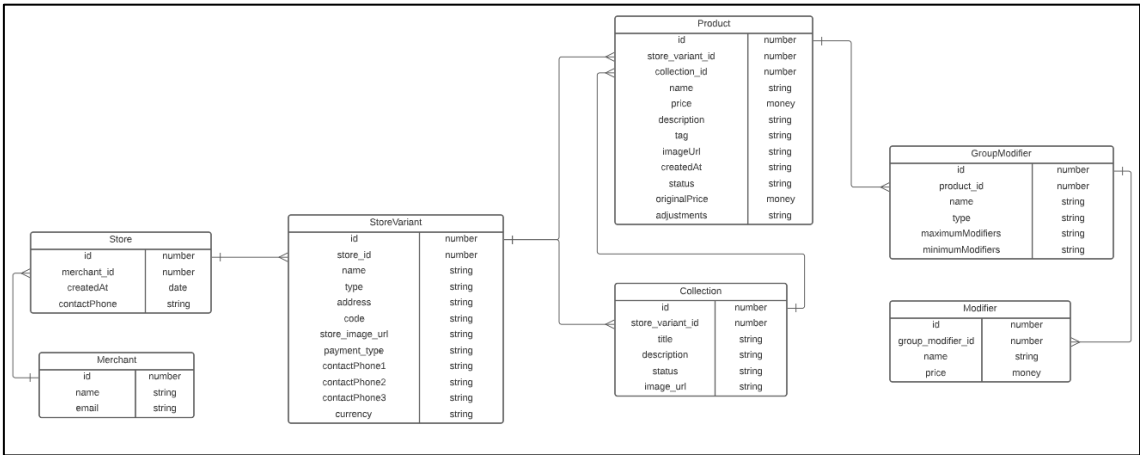 Product
id number
store_variant_id number
collection_id number
name string
price money
description string
tag string
imageUrl string
createdAt string
status string
originalPrice money
adjustments string
GroupModifier
id number
product_id number
name string
type string
maximumModifiers string
minimumModifiers string
StoreVariant
id number
store_id number
name string
type string
address string
code string
store_image_url string
payment_type string
contactPhone1 string
contactPhone2 string
contactPhone3 string
currency string
Store
id number
merchant_id number
createdAt date
contactPhone string
Collection
id number
store_variant_id number
title string
description string
status string
image_url string
Modifier
id number
group_modifier_id number
name string
price money
Merchant
id number
name string
email string